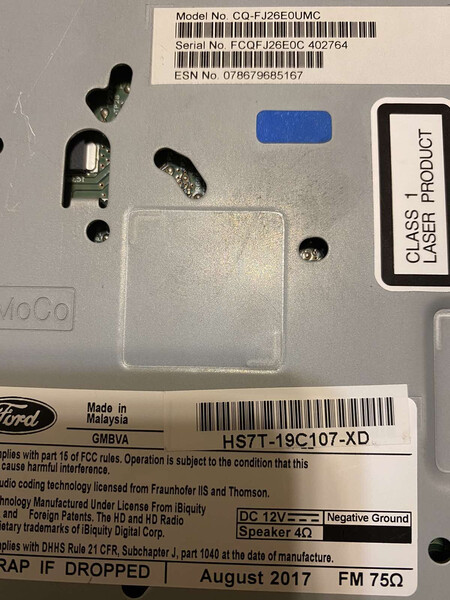 Model No. CQ-FJ26E0UMC
Serial No. FCQFJ26E0C 402764
ESN No. 078679685167
CLASS 1
LASER PRODUCT
MoCo
Ford
Made in
Malaysia
GMBVA
HS7T-19C107-XD
mplies with part 15 of FCC rules. Operation is subject to the condition that this
cause harmful interference.
udio coding technology licensed from Fraunhofer IIS and Thomson.
hnology Manufactured Under License From iBiquity
and Foreign Patents. The HD and HD Radio
ietary trademarks of iBiquity Digital Corp.
DC 12V
Negative Ground
Speaker 4Ω
mplies with DHHS Rule 21 CFR, Subchapter J, part 1040 at the date of manufacture.
RAP IF DROPPED
August 2017
FM 75Ω